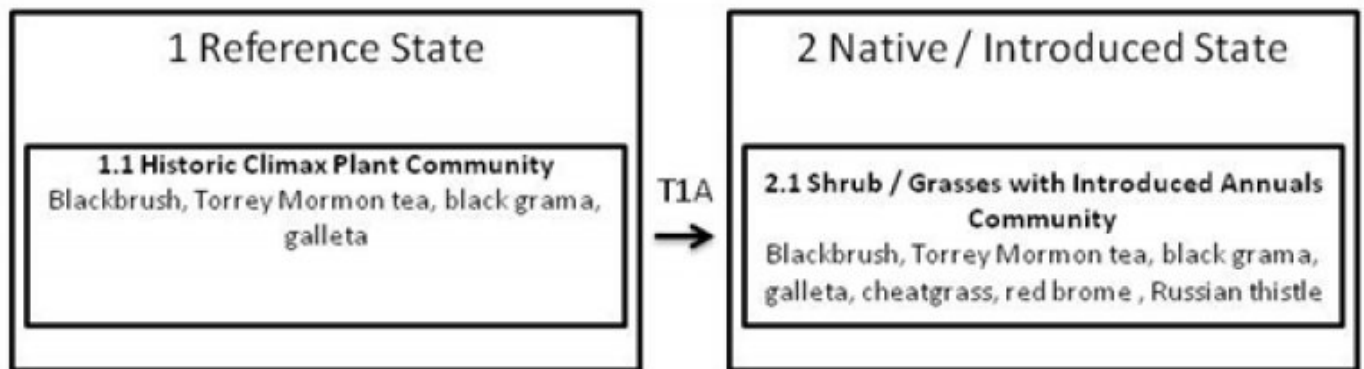 1 Reference State
1.1 Historic Climax Plant Community
Blackbrush, Torrey Mormon tea, black grama,
galleta
T1A
2 Native / Introduced State
2.1 Shrub / Grasses with Introduced Annuals
Community
Blackbrush, Torrey Mormon tea, black grama,
galleta, cheatgrass, red brome , Russian thistle